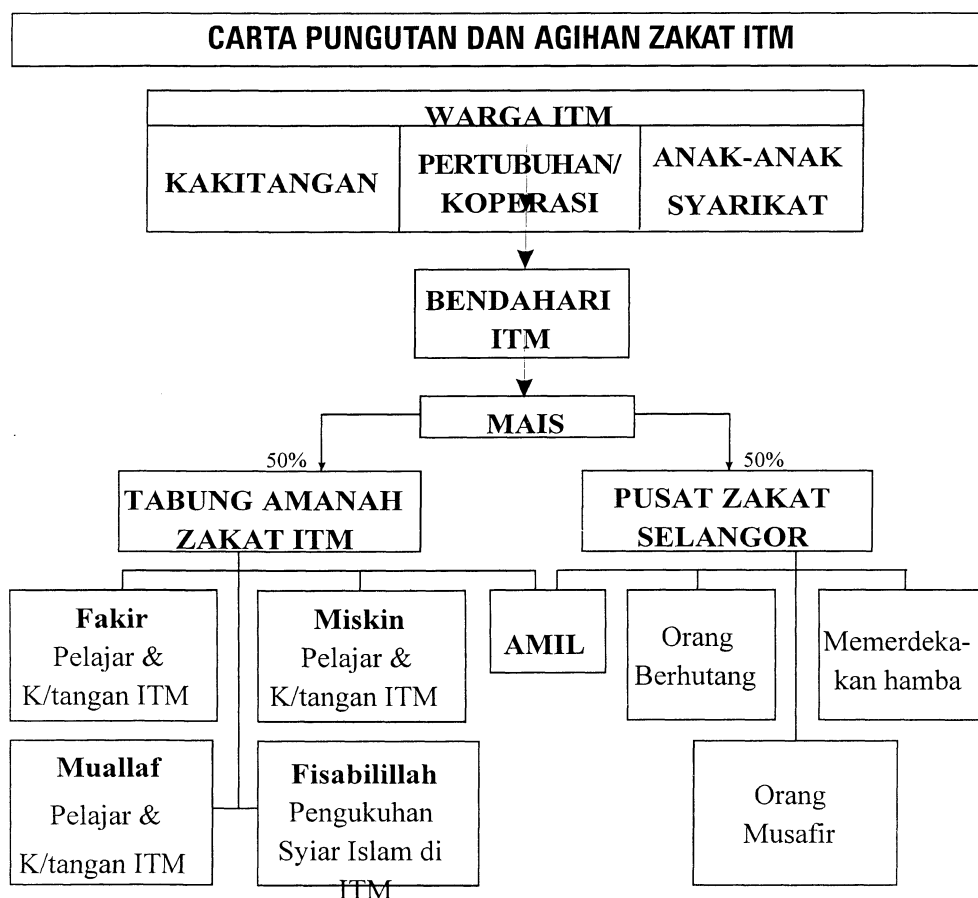 CARTA PUNGUTAN DAN AGIHAN ZAKAT ITM
WARGA ITM
KAKITANGAN
PERTUBUHAN/
KOPERASI
ANAK-ANAK
SYARIKAT
BENDAHARI
ITM
MAIS
50%
50%
TABUNG AMANAH
ZAKAT ITM
PUSAT ZAKAT
SELANGOR
Fakir
Pelajar &
K/tangan ITM
Miskin
Pelajar &
K/tangan ITM
AMIL
Orang
Berhutang
Memerdeka-
kan hamba
Muallaf
Pelajar &
K/tangan ITM
Fisabilillah
Pengukuhan
Syiar Islam di
ITM
Orang
Musafir